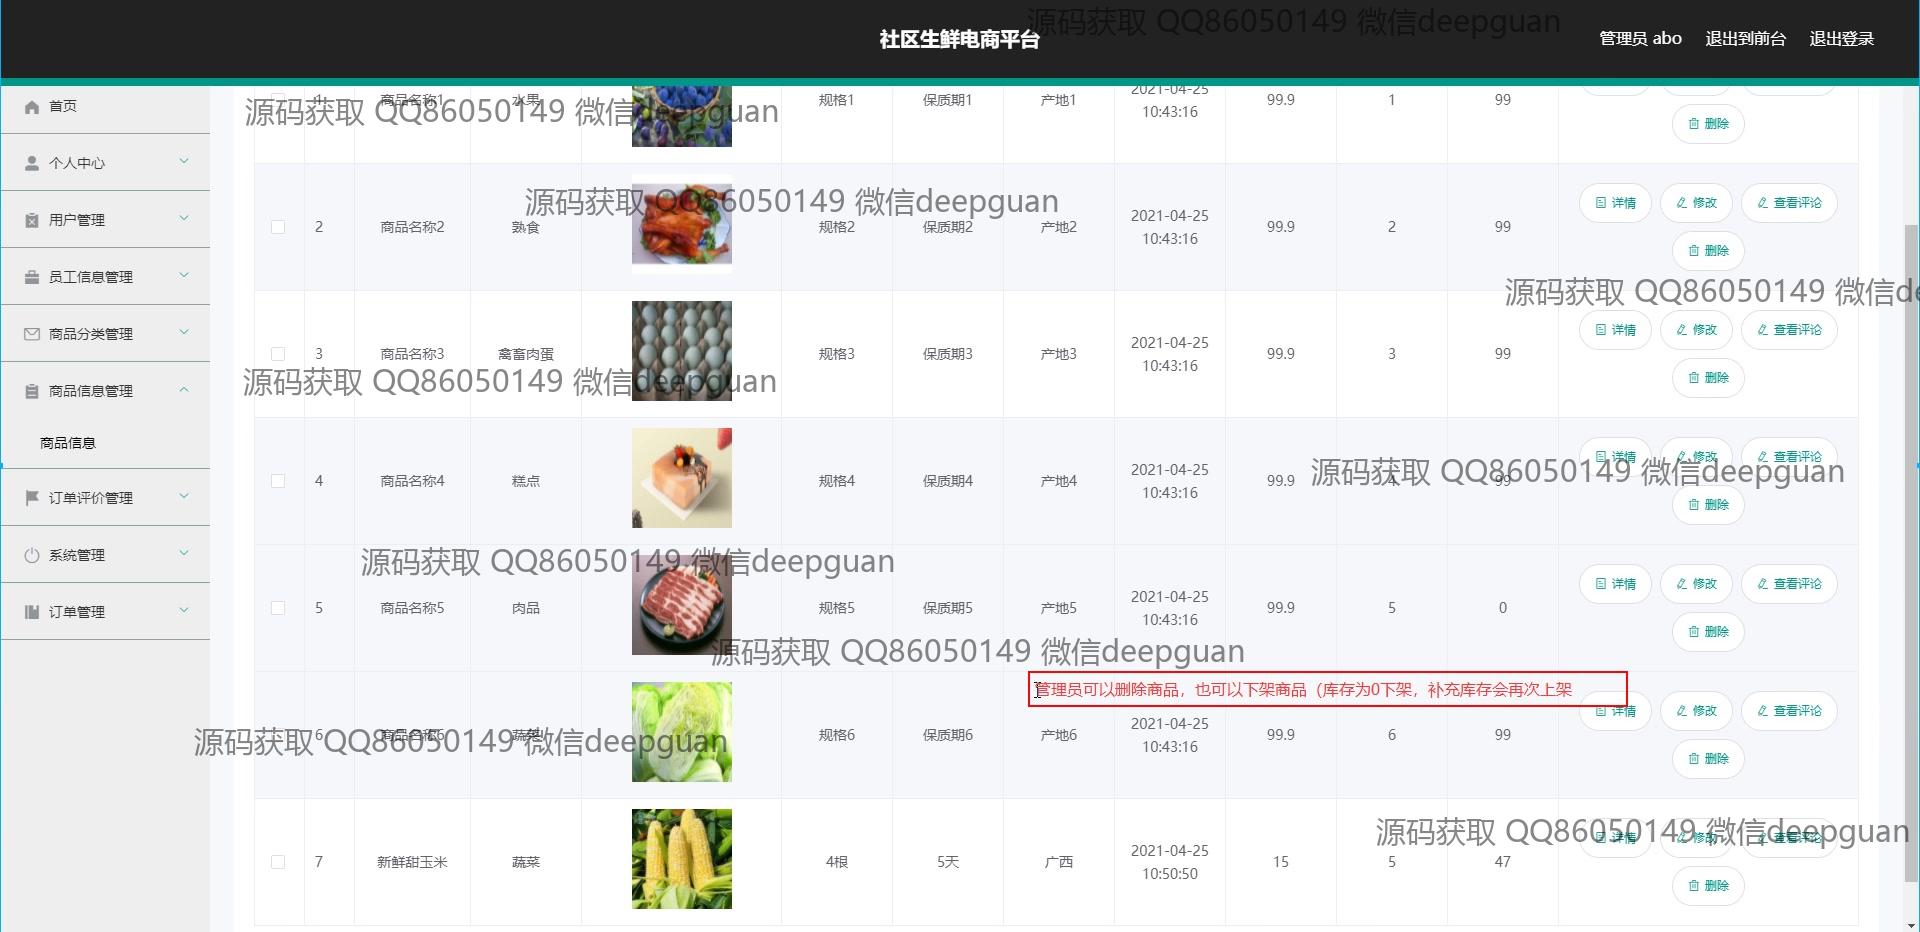 源码获取 QQ86050149 微信deepguan
社区生鲜电商平台
管理员 abo
退出到前台
退出登录
首页
个人中心
用户管理
员工信息管理
商品分类管理
商品信息管理
商品信息
订单评价管理
系统管理
订单管理
1 商品名称1 水果 规格1 保质期1 产地1 2021-04-25 99.9 1 99
10:43:16
删除
源码获取 QQ86050149 微信deepguan
源码获取 QQ86050149 微信deepguan
2 商品名称2 熟食 规格2 保质期2 产地2 2021-04-25 99.9 2 99 详情 修改 查看评论
10:43:16 删除
源码获取 QQ86050149 微信de
3 商品名称3 禽畜肉蛋 规格3 保质期3 产地3 2021-04-25 99.9 3 99 详情 修改 查看评论
10:43:16 删除
源码获取 QQ86050149 微信deepguan
4 商品名称4 糕点 规格4 保质期4 产地4 2021-04-25 99.9 4 99 详情 修改 查看评论
10:43:16 删除
源码获取 QQ86050149 微信deepguan
源码获取 QQ86050149 微信deepguan
5 商品名称5 肉品 规格5 保质期5 产地5 2021-04-25 99.9 5 0 详情 修改 查看评论
10:43:16 删除
源码获取 QQ86050149 微信deepguan
管理员可以删除商品，也可以下架商品（库存为0下架，补充库存会再次上架
6 商品名称6 蔬菜 规格6 保质期6 产地6 2021-04-25 99.9 6 99 详情 修改 查看评论
10:43:16 删除
源码获取 QQ86050149 微信deepguan
7 新鲜甜玉米 蔬菜 4根 5天 广西 2021-04-25 15 5 47 详情 修改 查看评论
10:50:50 删除
源码获取 QQ86050149 微信deepguan